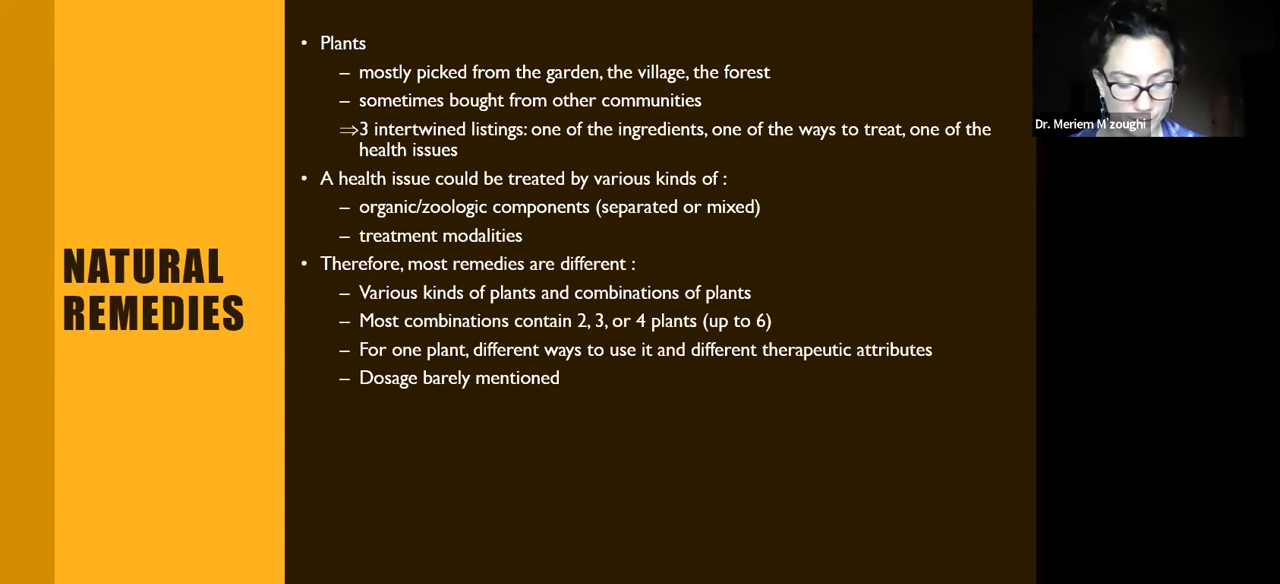 NATURAL
REMEDIES
• Plants
– mostly picked from the garden, the village, the forest
– sometimes bought from other communities
⇒3 intertwined listings: one of the ingredients, one of the ways to treat, one of the
health issues
• A health issue could be treated by various kinds of :
– organic/zoologic components (separated or mixed)
– treatment modalities
• Therefore, most remedies are different :
– Various kinds of plants and combinations of plants
– Most combinations contain 2, 3, or 4 plants (up to 6)
– For one plant, different ways to use it and different therapeutic attributes
– Dosage barely mentioned
Dr. Meriem M'zoughi